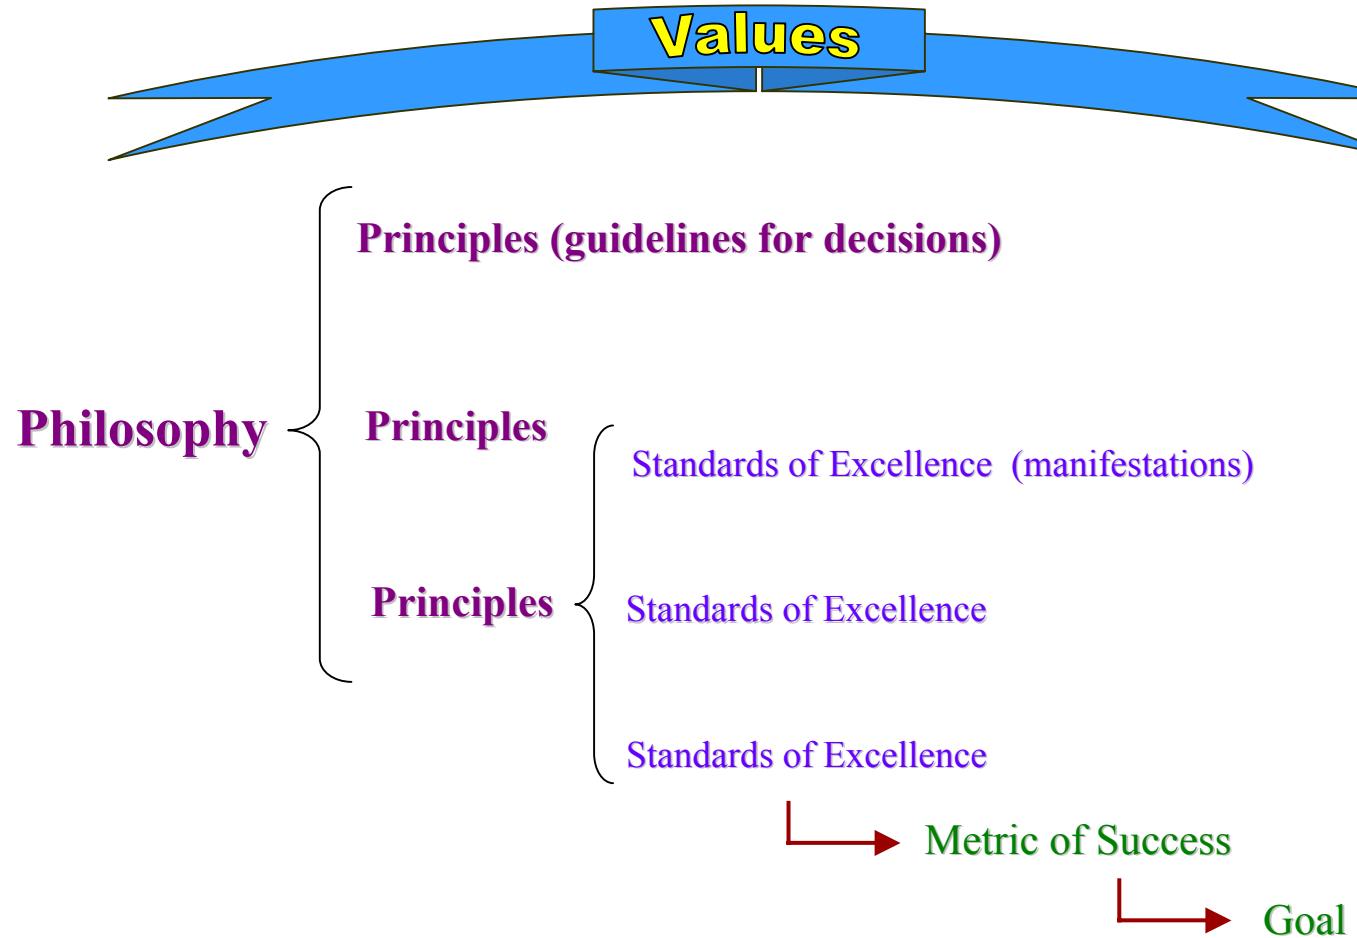 Values
Principles (guidelines for decisions)
Philosophy
Principles
Standards of Excellence (manifestations)
Principles
Standards of Excellence
Standards of Excellence
Metric of Success
Goal